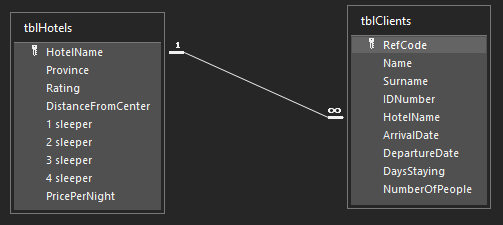 tblHotels
HotelName
Province
Rating
DistanceFromCenter
1 sleeper
2 sleeper
3 sleeper
4 sleeper
PricePerNight
1
∞
tblClients
RefCode
Name
Surname
IDNumber
HotelName
ArrivalDate
DepartureDate
DaysStaying
NumberOfPeople